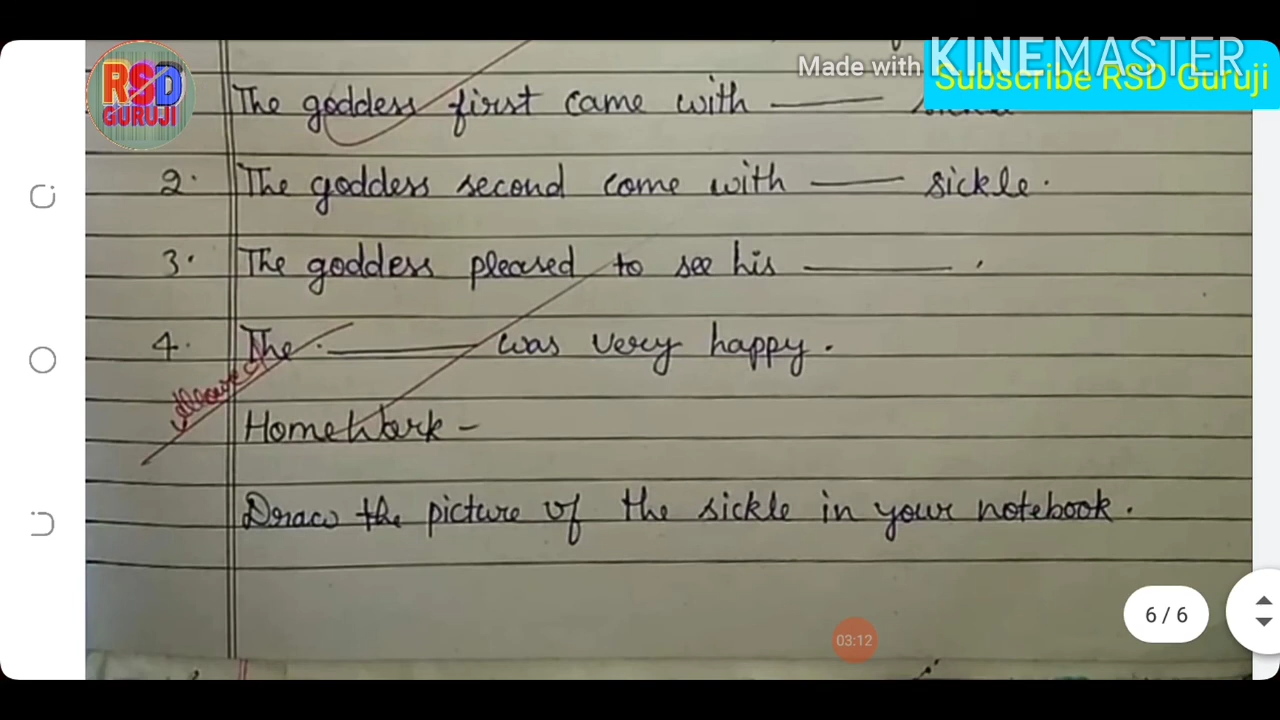 Made with KINEMASTER
Subscribe RSD Guruji
RSD
GURUJI
The goddess first came with ———
2. The goddess second come with ——— sickle.
3. The goddess pleased to see his ——— .
4. The . ——— was very happy.
HomeWork -
Draw the picture of the sickle in your notebook.
6 / 6
03:12